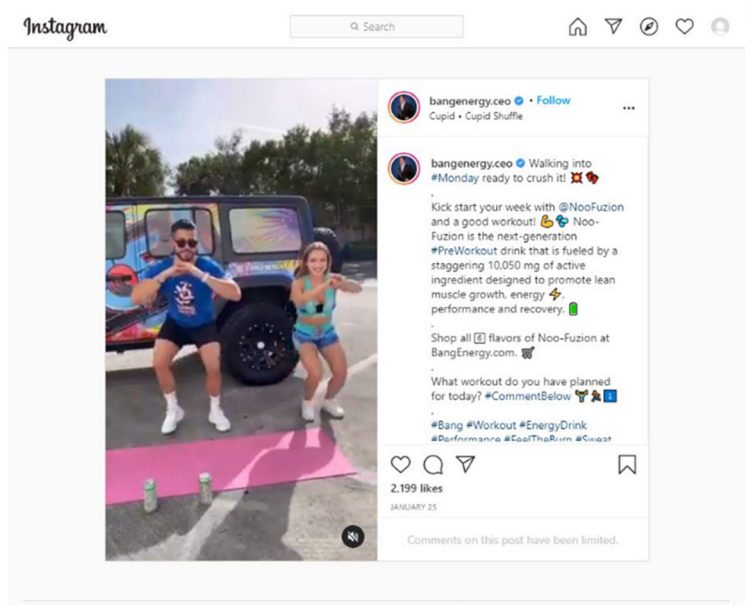 Instagram
Search
bangenergy.ceo • Follow
Cupid • Cupid Shuffle
bangenergy.ceo Walking into
#Monday ready to crush it! 💥 👣
.
Kick start your week with @NooFuzion
and a good workout! 💪 Noo-
Fuzion is the next-generation
#PreWorkout drink that is fueled by a
staggering 10,050 mg of active
ingredient designed to promote lean
muscle growth, energy ⚡,
performance and recovery. 🔋
.
Shop all 6 flavors of Noo-Fuzion at
BangEnergy.com. 🛒
.
What workout do you have planned
for today? #CommentBelow
.
#Bang #Workout #EnergyDrink
#Performance #FeelTheBurn #Sweat
2,199 likes
JANUARY 25
Comments on this post have been limited.